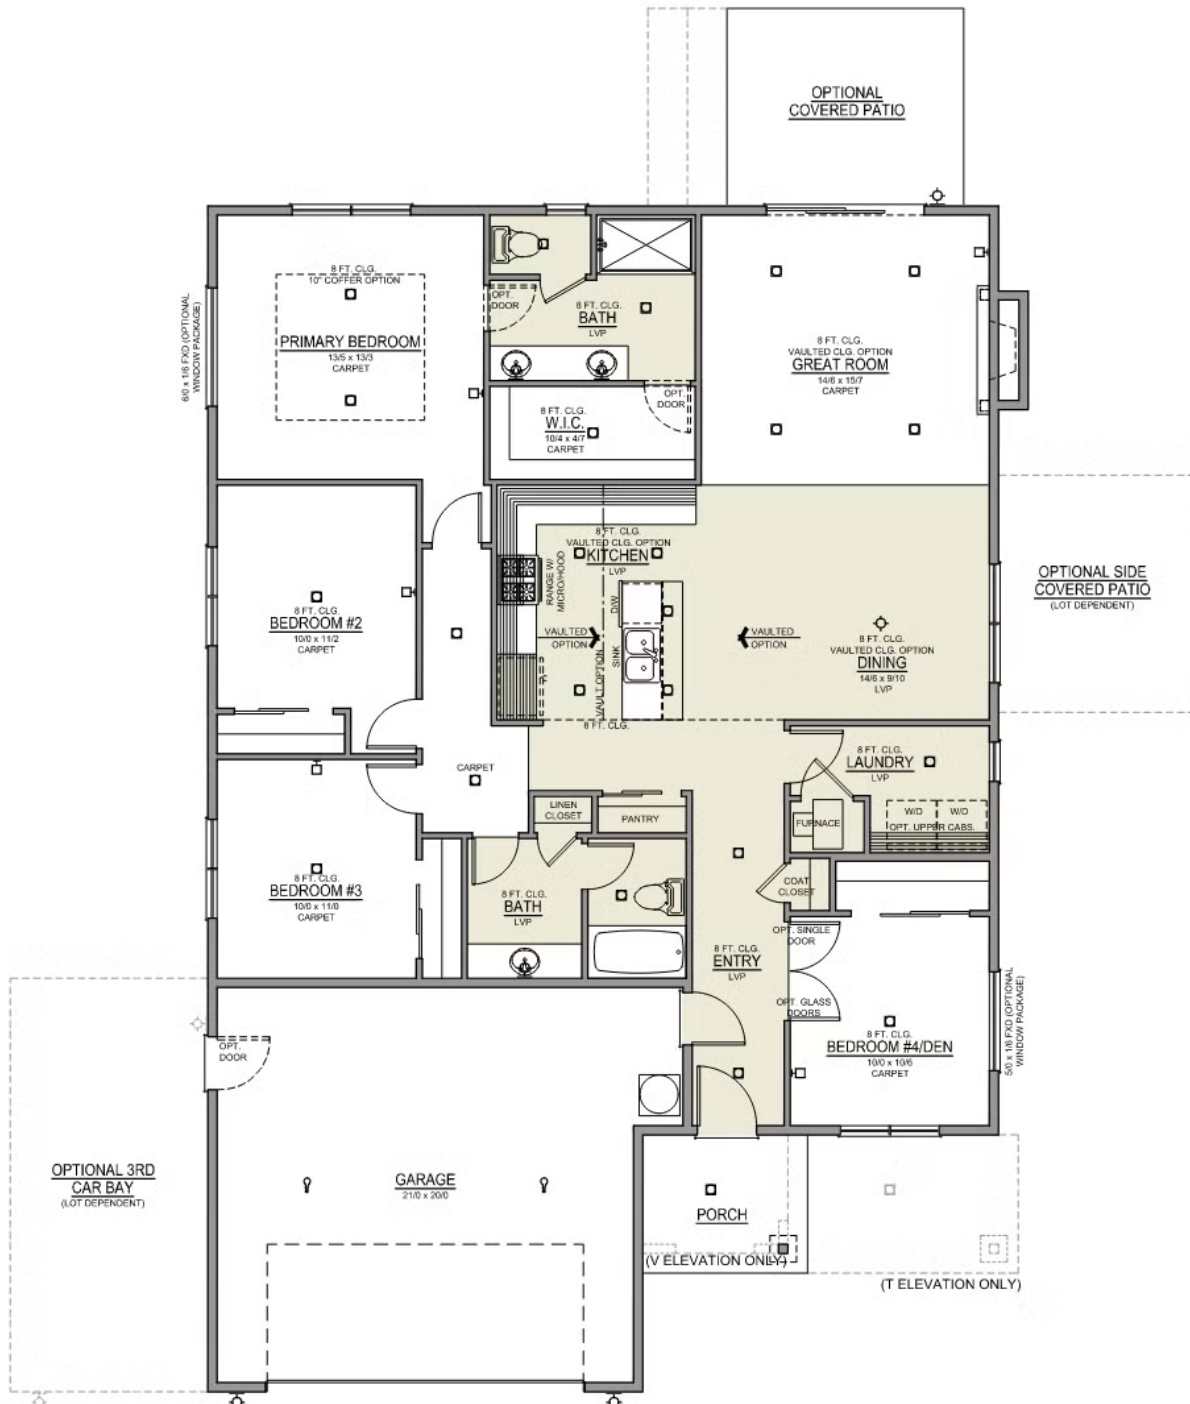 OPTIONAL
COVERED PATIO
8 FT. CLG.
10" COFFER OPTION
PRIMARY BEDROOM
13/5 x 13/3
CARPET
6/0 x 1/6 FXD (OPTIONAL
WINDOW PACKAGE)
OPT.
DOOR
8 FT. CLG.
BATH
LVP
OPT.
DOOR
8 FT. CLG.
W.I.C.
10/4 x 4/7
CARPET
8 FT. CLG.
VAULTED CLG. OPTION
GREAT ROOM
14/6 x 15/7
CARPET
8 FT. CLG.
VAULTED CLG. OPTION
KITCHEN
LVP
RANGE W/
MICRO/HOOD
D/W
SINK
VAULTED
OPTION
VAULT OPTION
VAULTED
OPTION
8 FT. CLG.
8 FT. CLG.
VAULTED CLG. OPTION
DINING
14/6 x 9/10
LVP
OPTIONAL SIDE
COVERED PATIO
(LOT DEPENDENT)
8 FT. CLG.
BEDROOM #2
10/0 x 11/2
CARPET
CARPET
8 FT. CLG.
LAUNDRY
LVP
W/D
W/D
OPT. UPPER CABS.
FURNACE
LINEN
CLOSET
PANTRY
8 FT. CLG.
BEDROOM #3
10/0 x 11/0
CARPET
8 FT. CLG.
BATH
LVP
COAT
CLOSET
OPT. SINGLE
DOOR
8 FT. CLG.
ENTRY
LVP
OPT. GLASS
DOORS
8 FT. CLG.
BEDROOM #4/DEN
10/0 x 10/6
CARPET
5/0 x 1/6 FXD (OPTIONAL
WINDOW PACKAGE)
OPT.
DOOR
OPTIONAL 3RD
CAR BAY
(LOT DEPENDENT)
GARAGE
21/0 x 20/0
PORCH
(V ELEVATION ONLY)
(T ELEVATION ONLY)